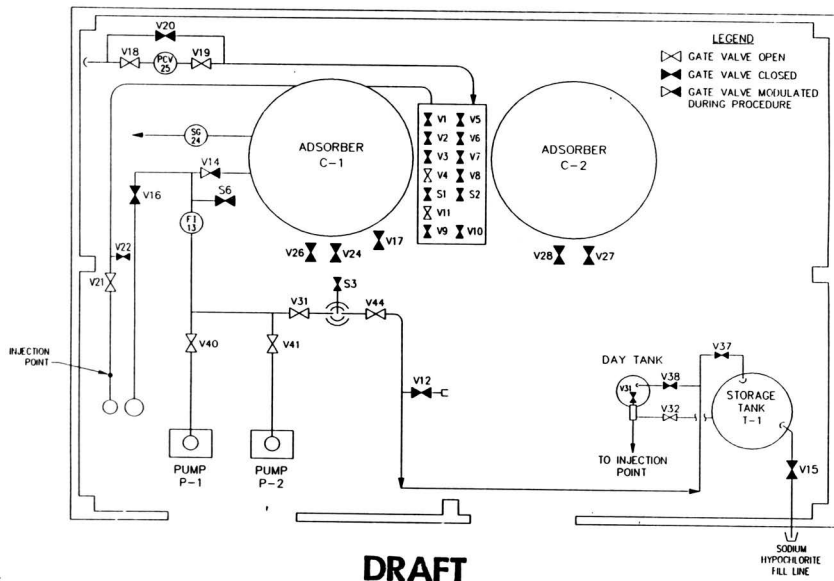 V20
V18
PCV
25
V19
LEGEND
GATE VALVE OPEN
GATE VALVE CLOSED
GATE VALVE MODULATED
DURING PROCEDURE
SG
24
ADSORBER
C-1
V1 V5
V2 V6
V3 V7
V4 V8
S1 S2
V11
V9 V10
ADSORBER
C-2
V14
V16
S6
FI
13
V17
V26 V24
V28 V27
V22
V21
S3
V31 V44
V40 V41
INJECTION
POINT
V12
V37
DAY TANK
V38
V31
V32
STORAGE
TANK
T-1
TO INJECTION
POINT
V15
PUMP
P-1
PUMP
P-2
SODIUM
HYPOCHLORITE
FILL LINE
DRAFT